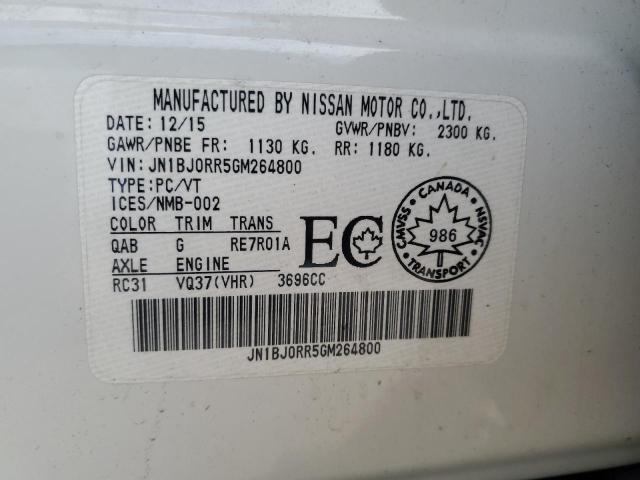 MANUFACTURED BY NISSAN MOTOR CO.,LTD.
DATE: 12/15 GVWR/PNBV: 2300 KG.
GAWR/PNBE FR: 1130 KG. RR: 1180 KG.
VIN: JN1BJ0RR5GM264800
TYPE: PC/VT
ICES/NMB-002
COLOR TRIM TRANS
QAB G RE7R01A
AXLE ENGINE
RC31 VQ37(VHR) 3696CC
EC
CANADA
CMVSS 986 NSVAC
TRANSPORT
JN1BJ0RR5GM264800